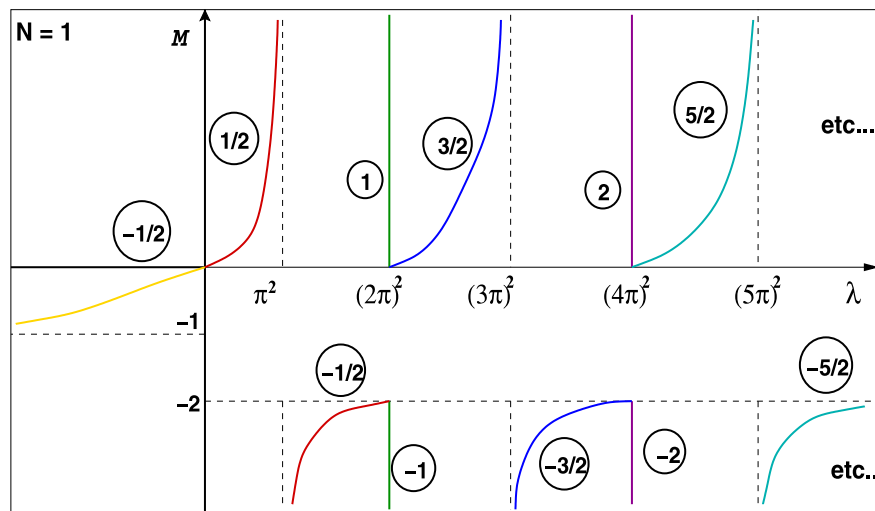 N = 1
M
1/2
3/2
5/2
etc...
1
2
−1/2
π²
(2π)²
(3π)²
(4π)²
(5π)²
λ
−1
−1/2
−5/2
−2
−1
−3/2
−2
etc..